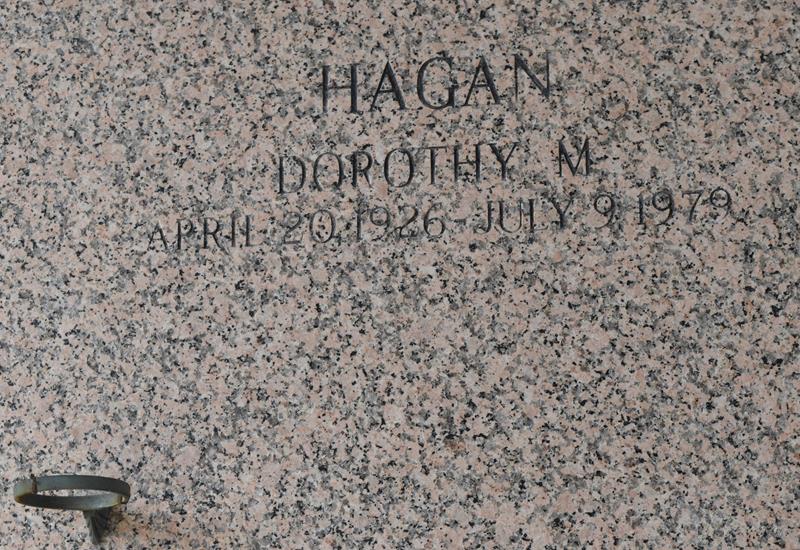 HAGAN
DOROTHY M
APRIL 20, 1926 - JULY 9, 1979